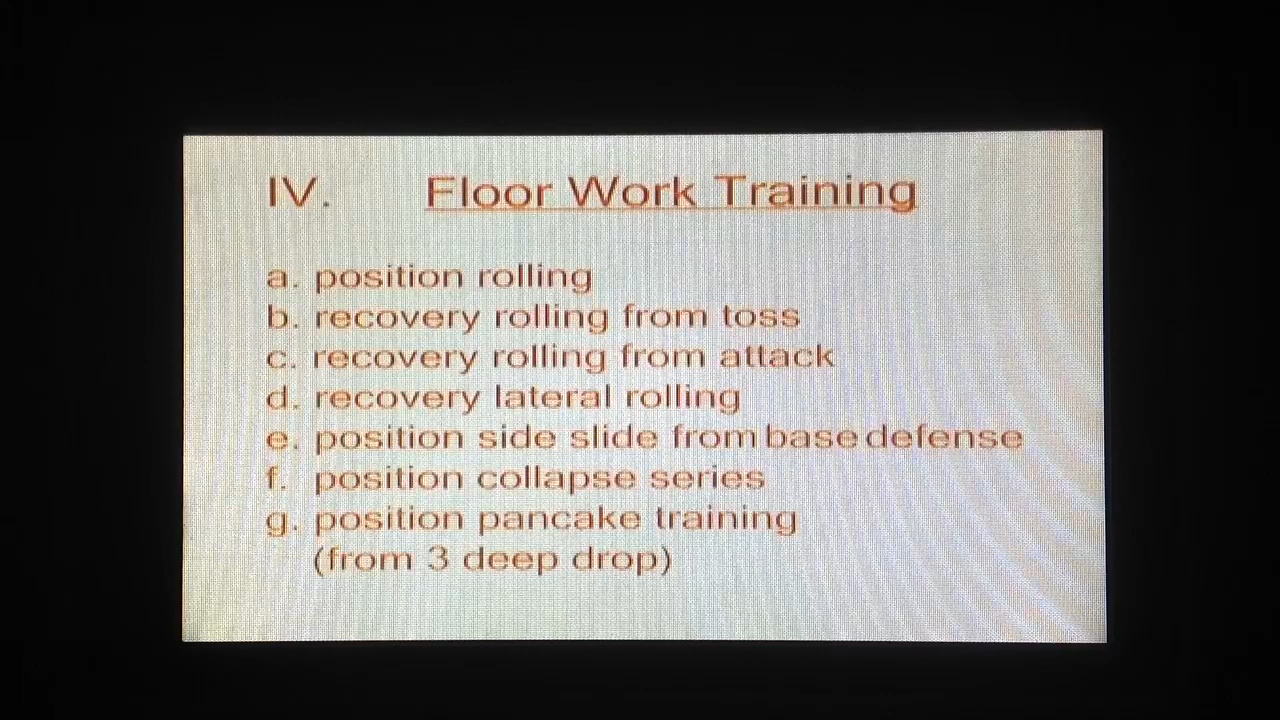 IV. Floor Work Training
a. position rolling
b. recovery rolling from toss
c. recovery rolling from attack
d. recovery lateral rolling
e. position side slide from base defense
f. position collapse series
g. position pancake training
(from 3 deep drop)